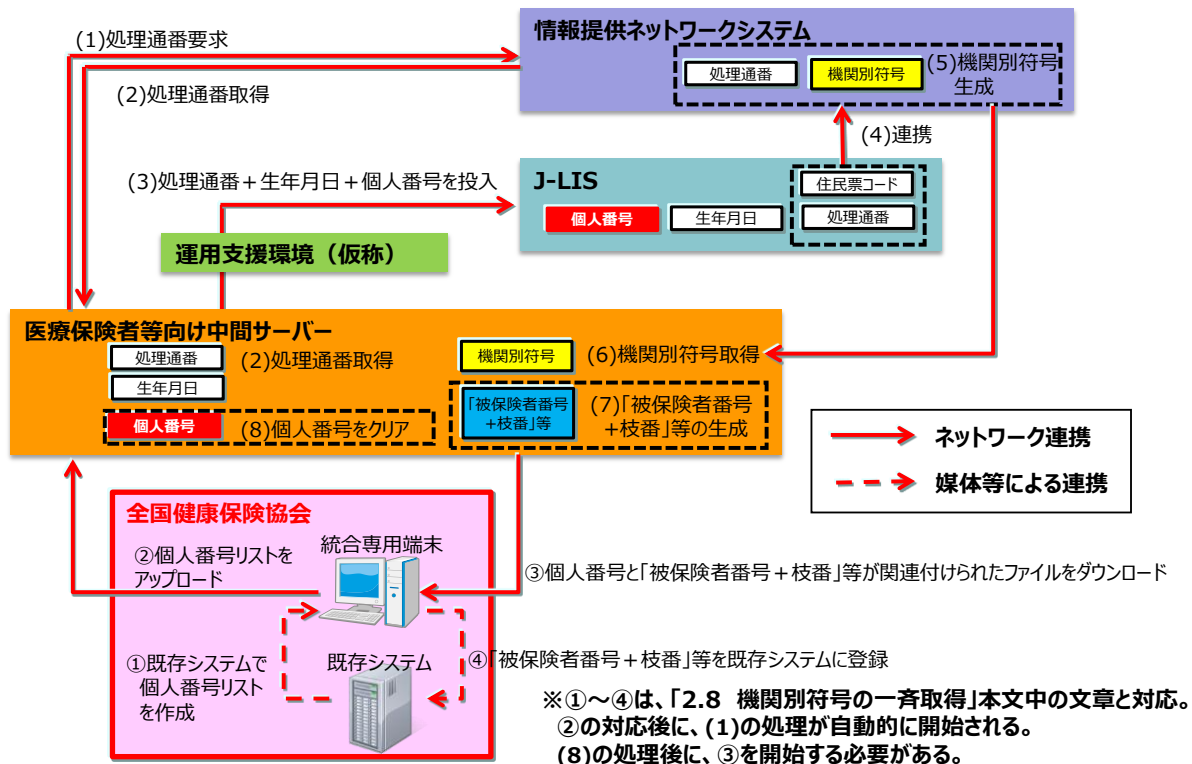 (1)処理通番要求
(2)処理通番取得
情報提供ネットワークシステム
処理通番
機関別符号
(5)機関別符号
生成
(4)連携
(3)処理通番＋生年月日＋個人番号を投入
J-LIS
住民票コード
個人番号
生年月日
処理通番
運用支援環境（仮称）
医療保険者等向け中間サーバー
処理通番
(2)処理通番取得
生年月日
個人番号
(8)個人番号をクリア
機関別符号
(6)機関別符号取得
「被保険者番号
＋枝番」等
(7)「被保険者番号
＋枝番」等の生成
ネットワーク連携
媒体等による連携
全国健康保険協会
②個人番号リストを
アップロード
統合専用端末
③個人番号と「被保険者番号＋枝番」等が関連付けられたファイルをダウンロード
①既存システムで
個人番号リスト
を作成
既存システム
④「被保険者番号＋枝番」等を既存システムに登録
※①～④は、「2.8 機関別符号の一斉取得」本文中の文章と対応。
②の対応後に、(1)の処理が自動的に開始される。
(8)の処理後に、③を開始する必要がある。